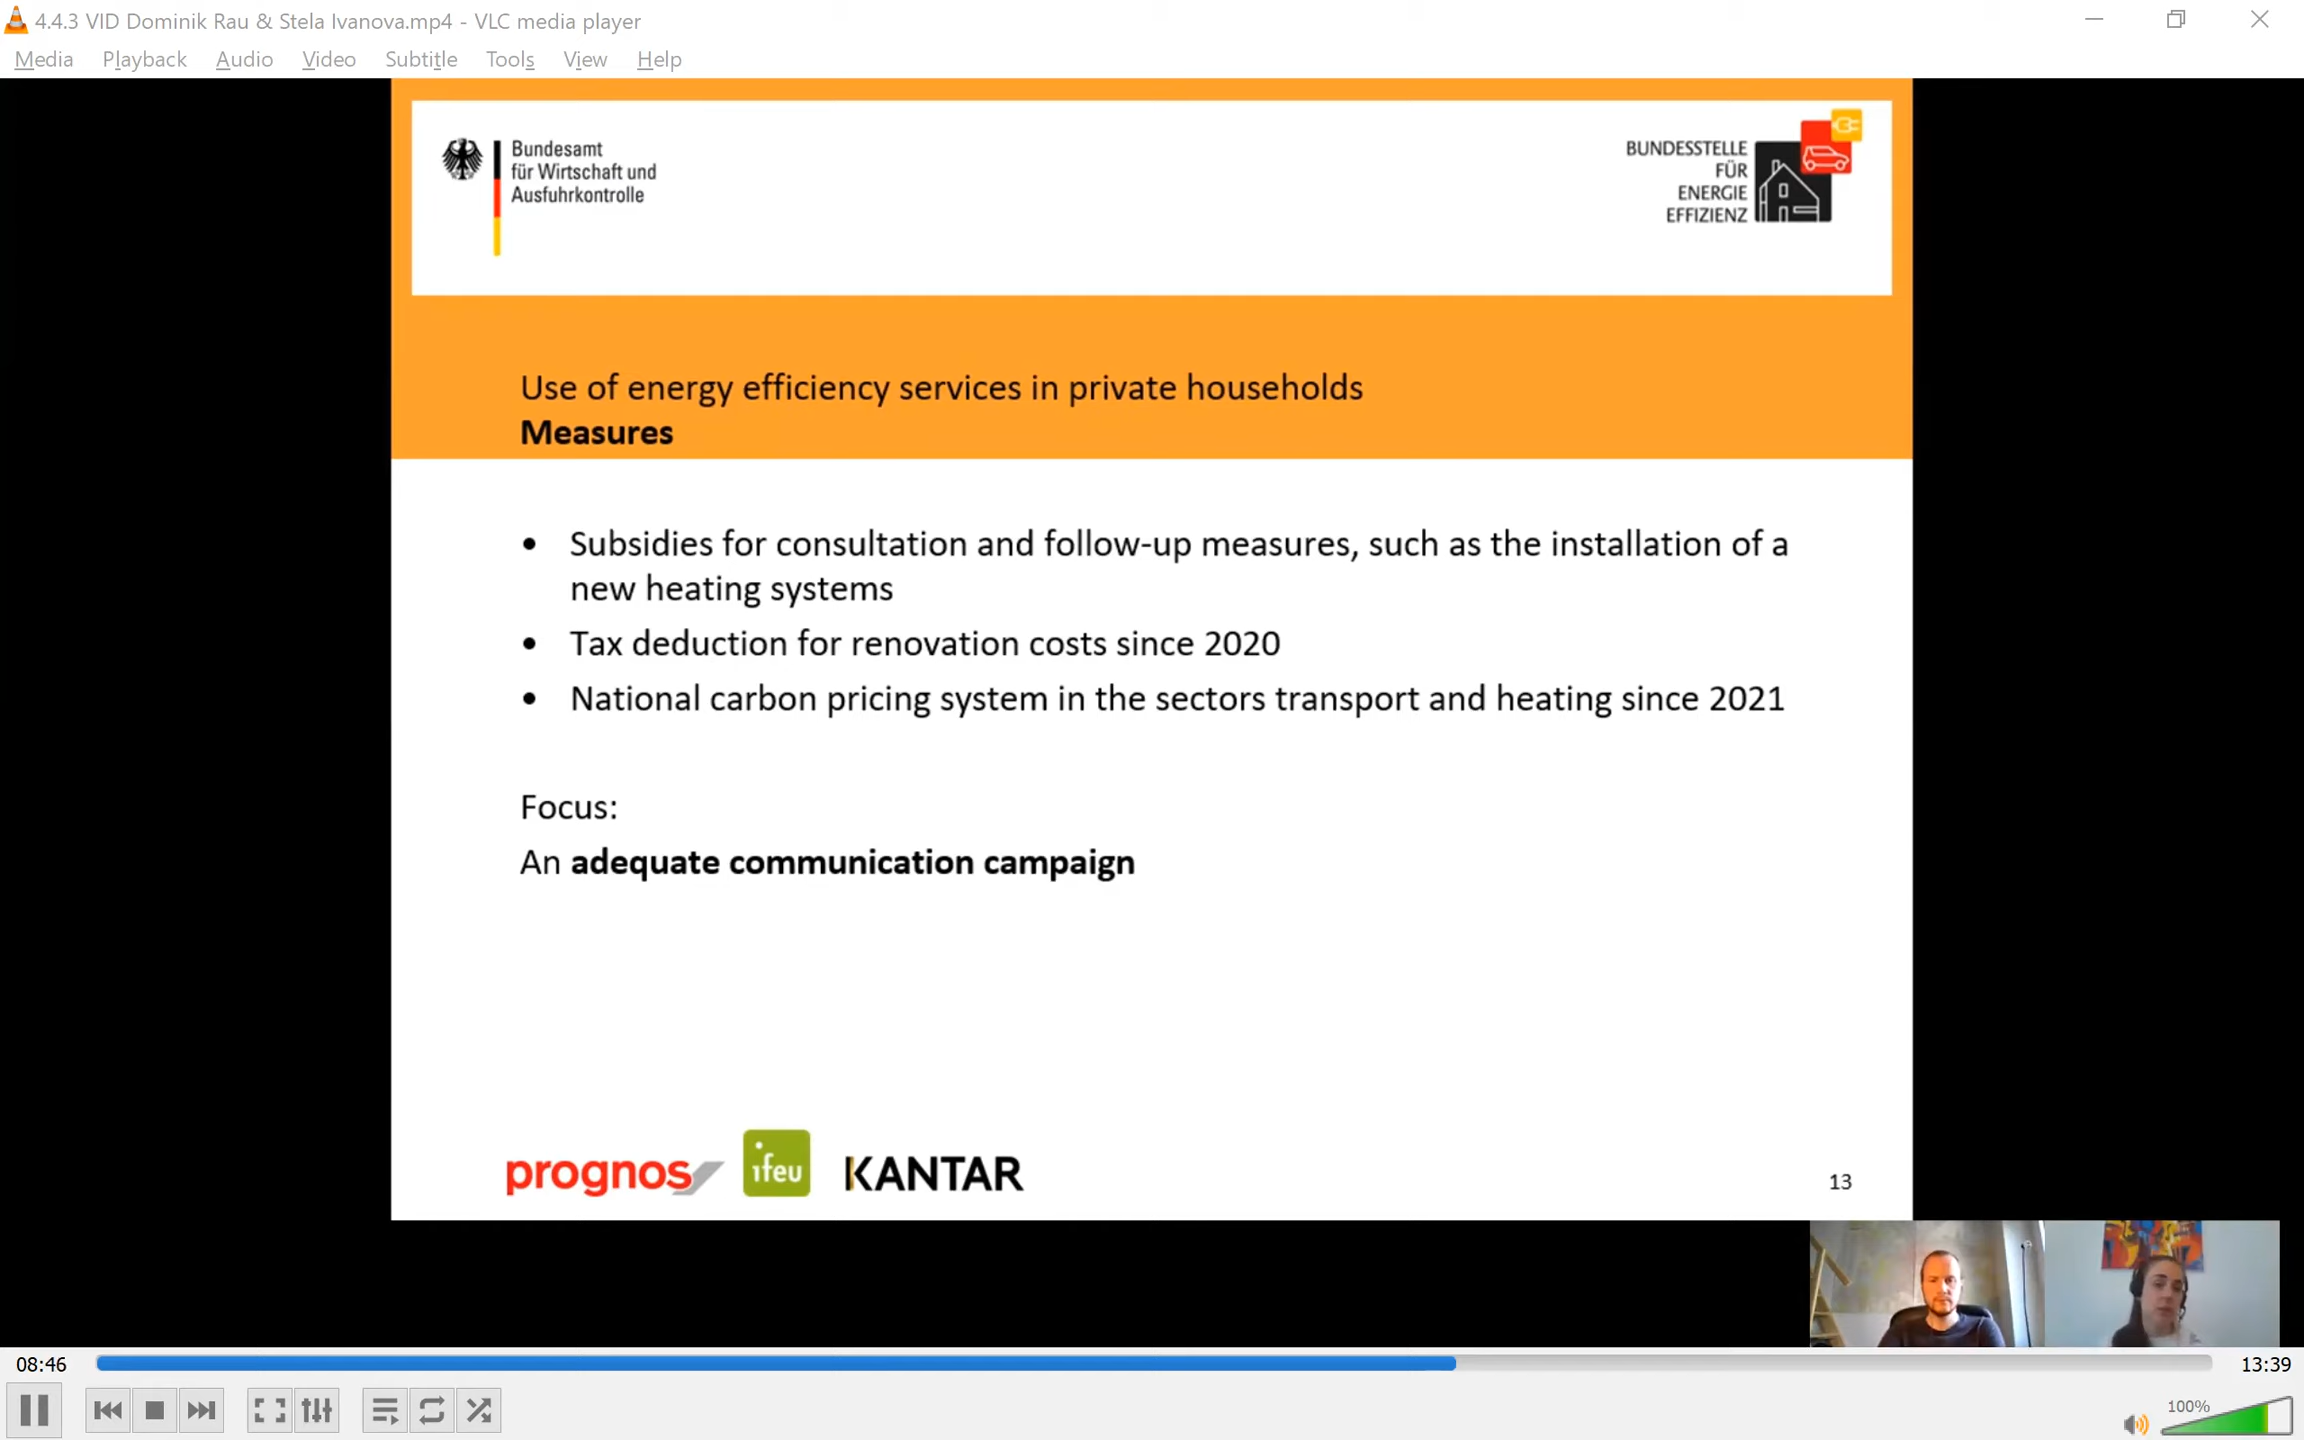 4.4.3 VID Dominik Rau & Stela Ivanova.mp4 - VLC media player
Media Playback Audio Video Subtitle Tools View Help
Bundesamt
für Wirtschaft und
Ausfuhrkontrolle
BUNDESSTELLE
FÜR
ENERGIE
EFFIZIENZ
Use of energy efficiency services in private households
Measures
• Subsidies for consultation and follow-up measures, such as the installation of a
new heating systems
• Tax deduction for renovation costs since 2020
• National carbon pricing system in the sectors transport and heating since 2021
Focus:
An adequate communication campaign
prognos ifeu KANTAR
13
08:46 13:39
100%